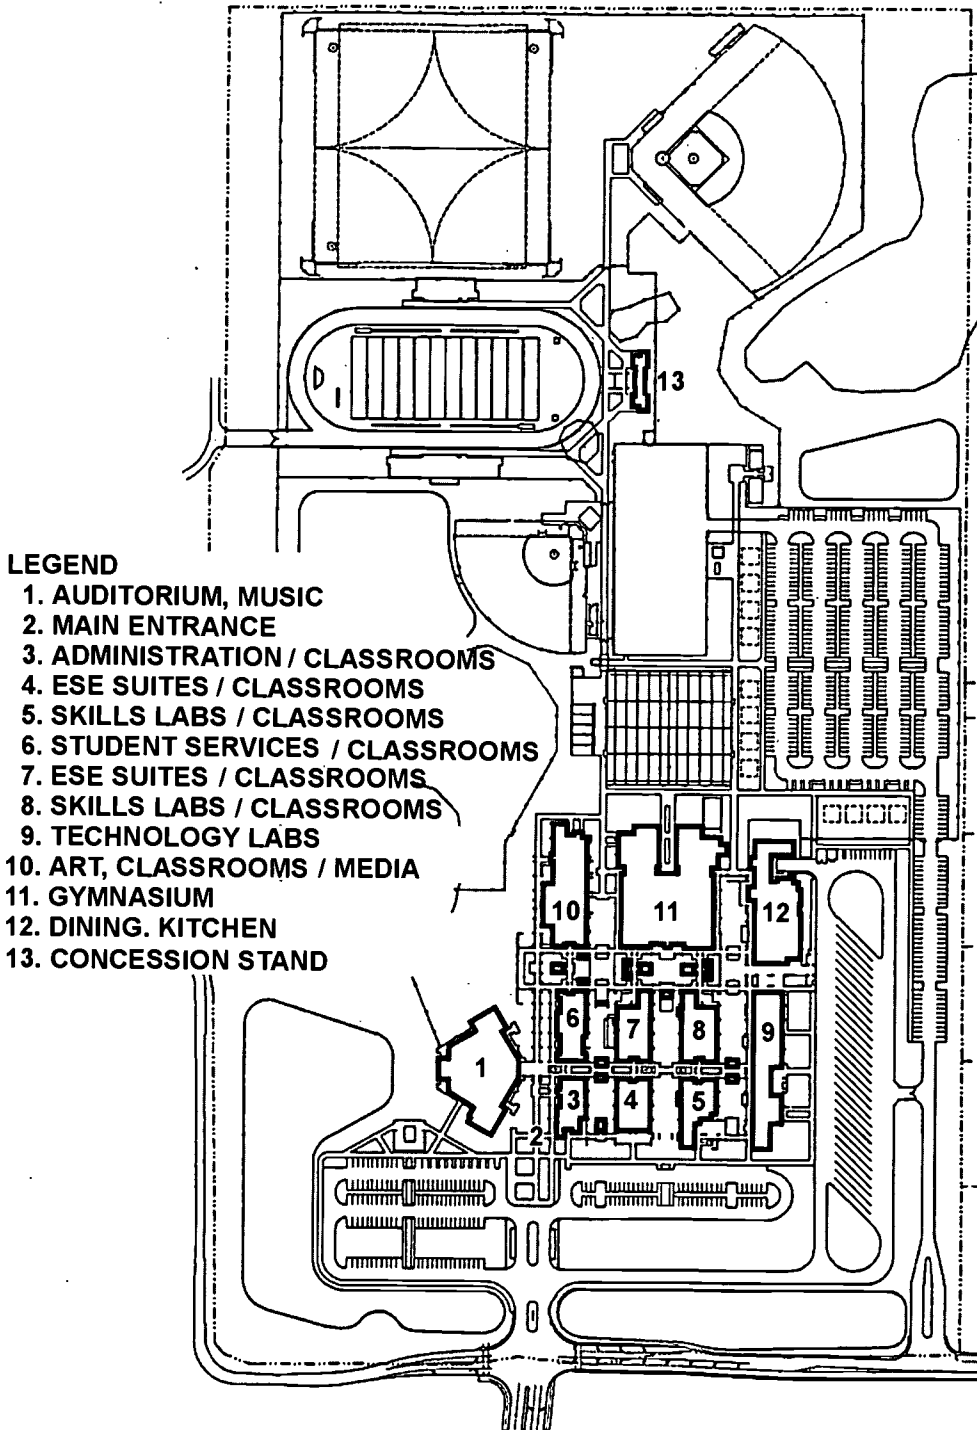 13
LEGEND
1. AUDITORIUM, MUSIC
2. MAIN ENTRANCE
3. ADMINISTRATION / CLASSROOMS
4. ESE SUITES / CLASSROOMS
5. SKILLS LABS / CLASSROOMS
6. STUDENT SERVICES / CLASSROOMS
7. ESE SUITES / CLASSROOMS
8. SKILLS LABS / CLASSROOMS
9. TECHNOLOGY LABS
10. ART, CLASSROOMS / MEDIA
11. GYMNASIUM
12. DINING. KITCHEN
13. CONCESSION STAND
10 11 12
6 7 8 9
1
3 4 5
2